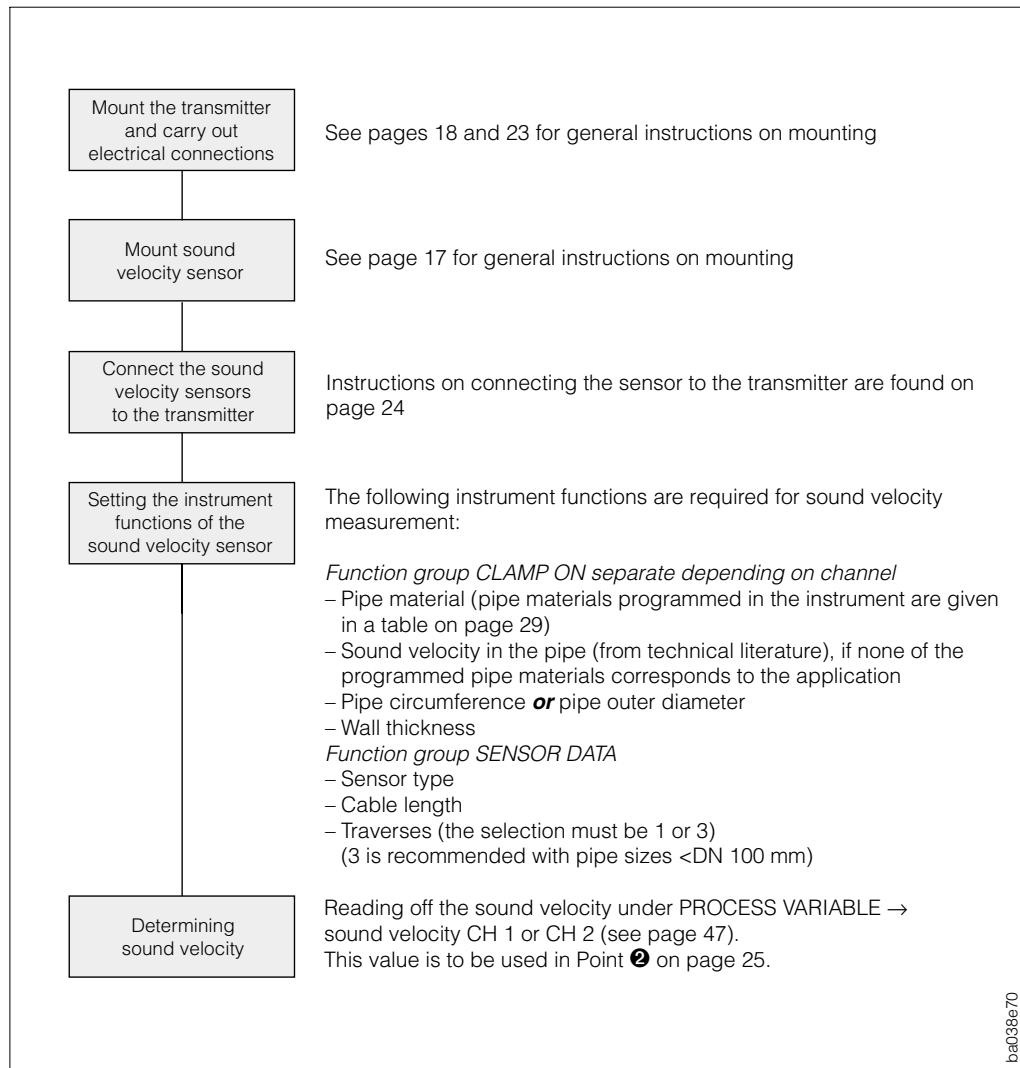 Mount the transmitter
and carry out
electrical connections
See pages 18 and 23 for general instructions on mounting
Mount sound
velocity sensor
See page 17 for general instructions on mounting
Connect the sound
velocity sensors
to the transmitter
Instructions on connecting the sensor to the transmitter are found on
page 24
Setting the instrument
functions of the
sound velocity sensor
The following instrument functions are required for sound velocity
measurement:
Function group CLAMP ON separate depending on channel
– Pipe material (pipe materials programmed in the instrument are given
in a table on page 29)
– Sound velocity in the pipe (from technical literature), if none of the
programmed pipe materials corresponds to the application
– Pipe circumference or pipe outer diameter
– Wall thickness
Function group SENSOR DATA
– Sensor type
– Cable length
– Traverses (the selection must be 1 or 3)
(3 is recommended with pipe sizes <DN 100 mm)
Determining
sound velocity
Reading off the sound velocity under PROCESS VARIABLE →
sound velocity CH 1 or CH 2 (see page 47).
This value is to be used in Point ❷ on page 25.
ba038e70